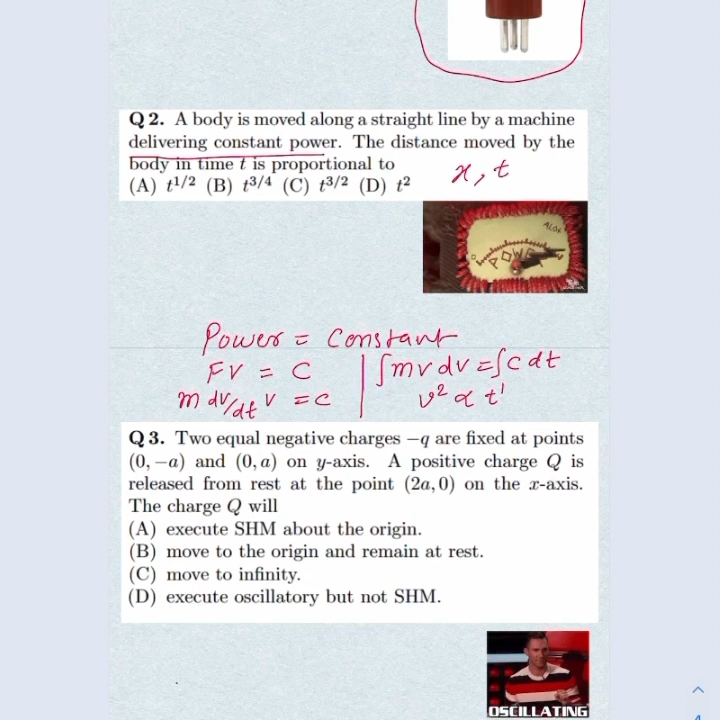 Q 2. A body is moved along a straight line by a machine
delivering constant power. The distance moved by the
body in time t is proportional to
(A) t^1/2 (B) t^3/4 (C) t^3/2 (D) t^2
x, t
POWER
Power = Constant
FV = C
m dv/dt V = C
∫mv dv = ∫c dt
v² α t'
Q 3. Two equal negative charges −q are fixed at points
(0, −a) and (0, a) on y-axis. A positive charge Q is
released from rest at the point (2a, 0) on the x-axis.
The charge Q will
(A) execute SHM about the origin.
(B) move to the origin and remain at rest.
(C) move to infinity.
(D) execute oscillatory but not SHM.
OSCILLATING